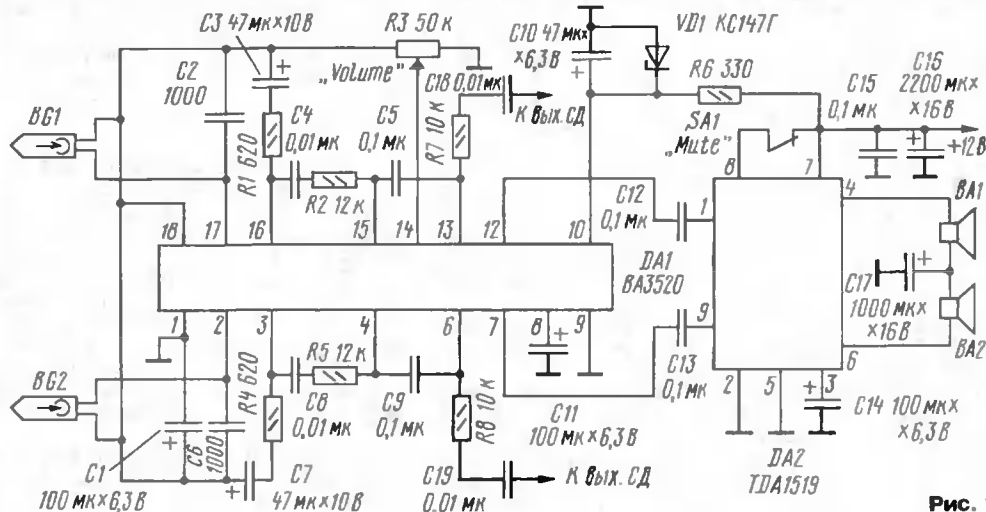 C3 47мк×10В
R3 50к
C10 47мк×
×6,3В
VD1 КС147Г
C2
1000
„Volume"
C18 0,01мк
К Вых. СД
R6 330
C15
0,1мк
C16
2200мк×
×16В
+12В
BG1
R1 620
C4
0,01мк
C5
0,1мк
R7 10к
SA1
„Mute"
R2 12к
18
17
16
15
14
13
12
10
C12
0,1мк
1
8
7
4
BA1
DA1
BA3520
C17
1000мк×
×16В
1
2
3
4
6
7
8
9
9
C13
0,1мк
BA2
6
BG2
R4 620
R5 12к
C8
0,01мк
C9
0,1мк
R8 10к
C11
100мк×6,3В
2
5
3
C14 100мк×
×6,3В
C1
100мк×6,3В
C6
1000
C7
47мк×10В
C19
0,01мк
К Вых. СД
DA2
TDA1519
Рис.